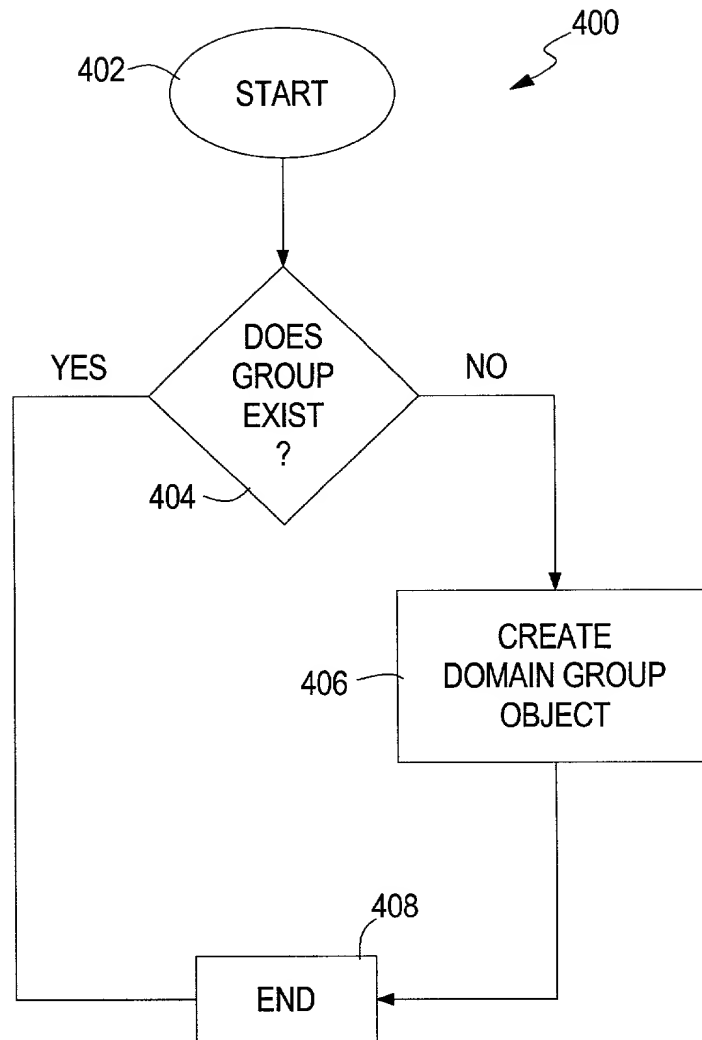 400
402
START
DOES
GROUP
EXIST
?
YES
NO
404
CREATE
DOMAIN GROUP
OBJECT
406
408
END